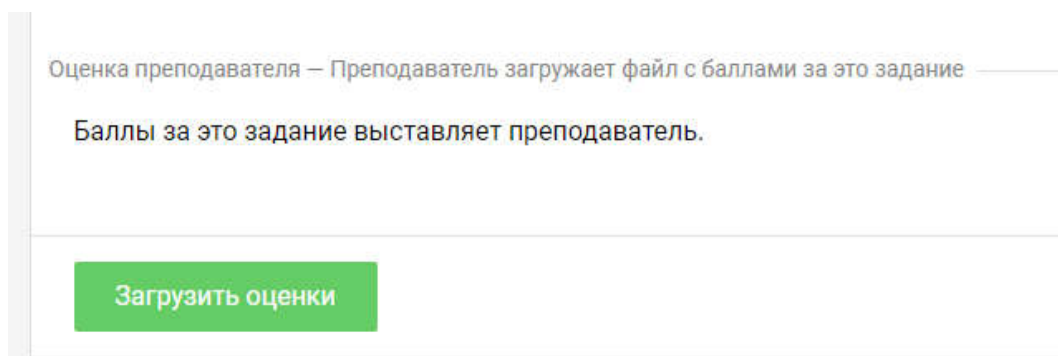 Оценка преподавателя — Преподаватель загружает файл с баллами за это задание
Баллы за это задание выставляет преподаватель.
Загрузить оценки